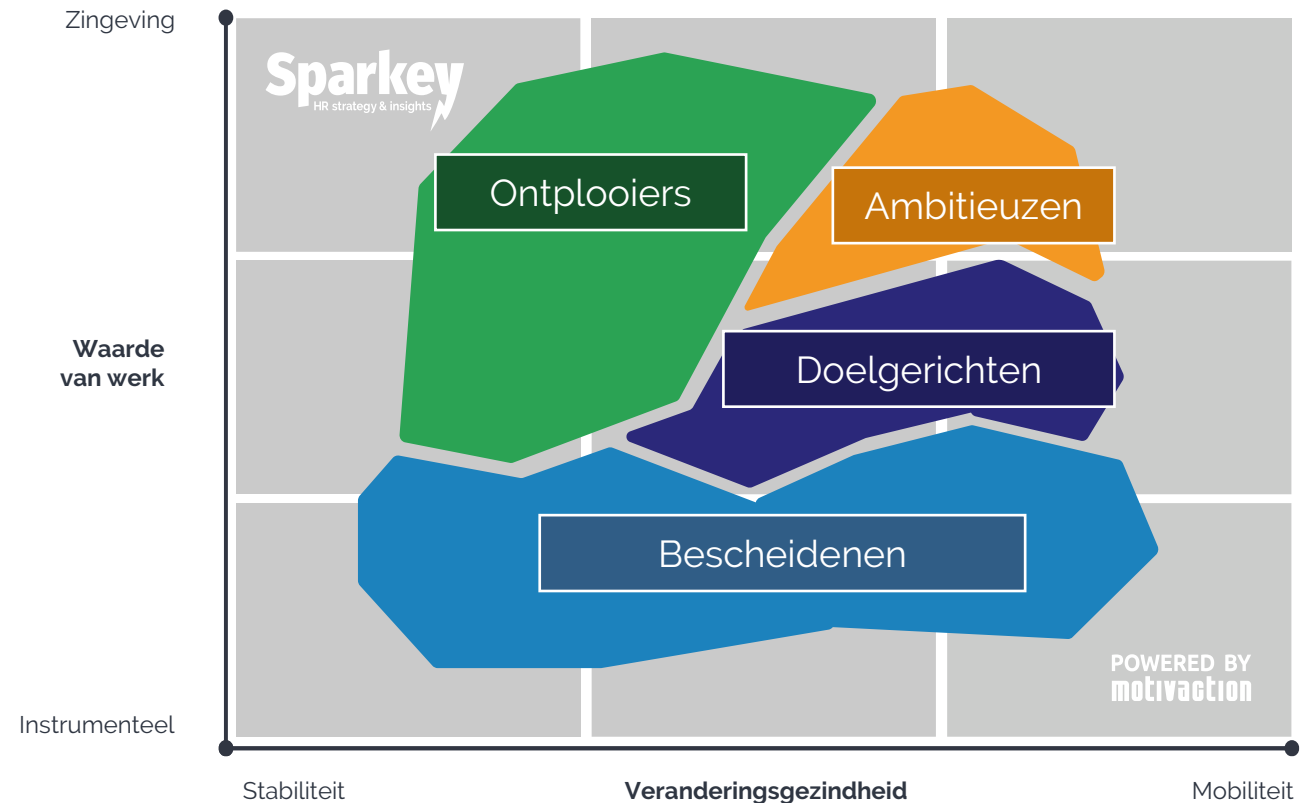 Zingeving
Sparkey
HR strategy & insights
Ontplooiers
Ambitieuzen
Waarde
van werk
Doelgerichten
Bescheidenen
POWERED BY
motivaction
Instrumenteel
Stabiliteit
Veranderingsgezindheid
Mobiliteit